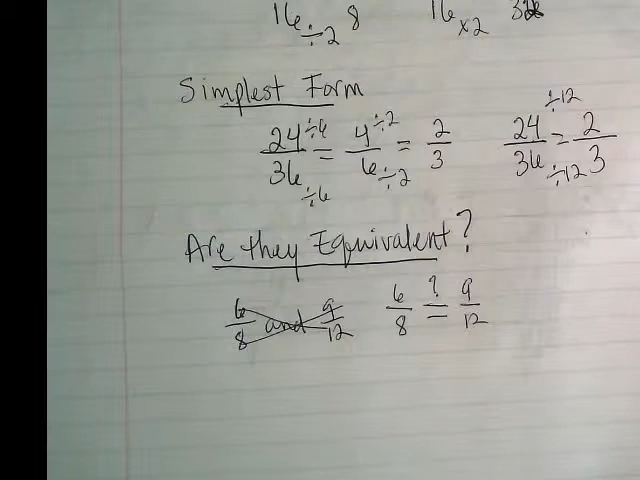 16 ÷2 8 16 x2 32
Simplest Form
24/36 ÷6/÷6 = 4/6 ÷2/÷2 = 2/3 24/36 ÷12/÷12 = 2/3
Are they Equivalent?
6/8 and 9/12 6/8 ?= 9/12